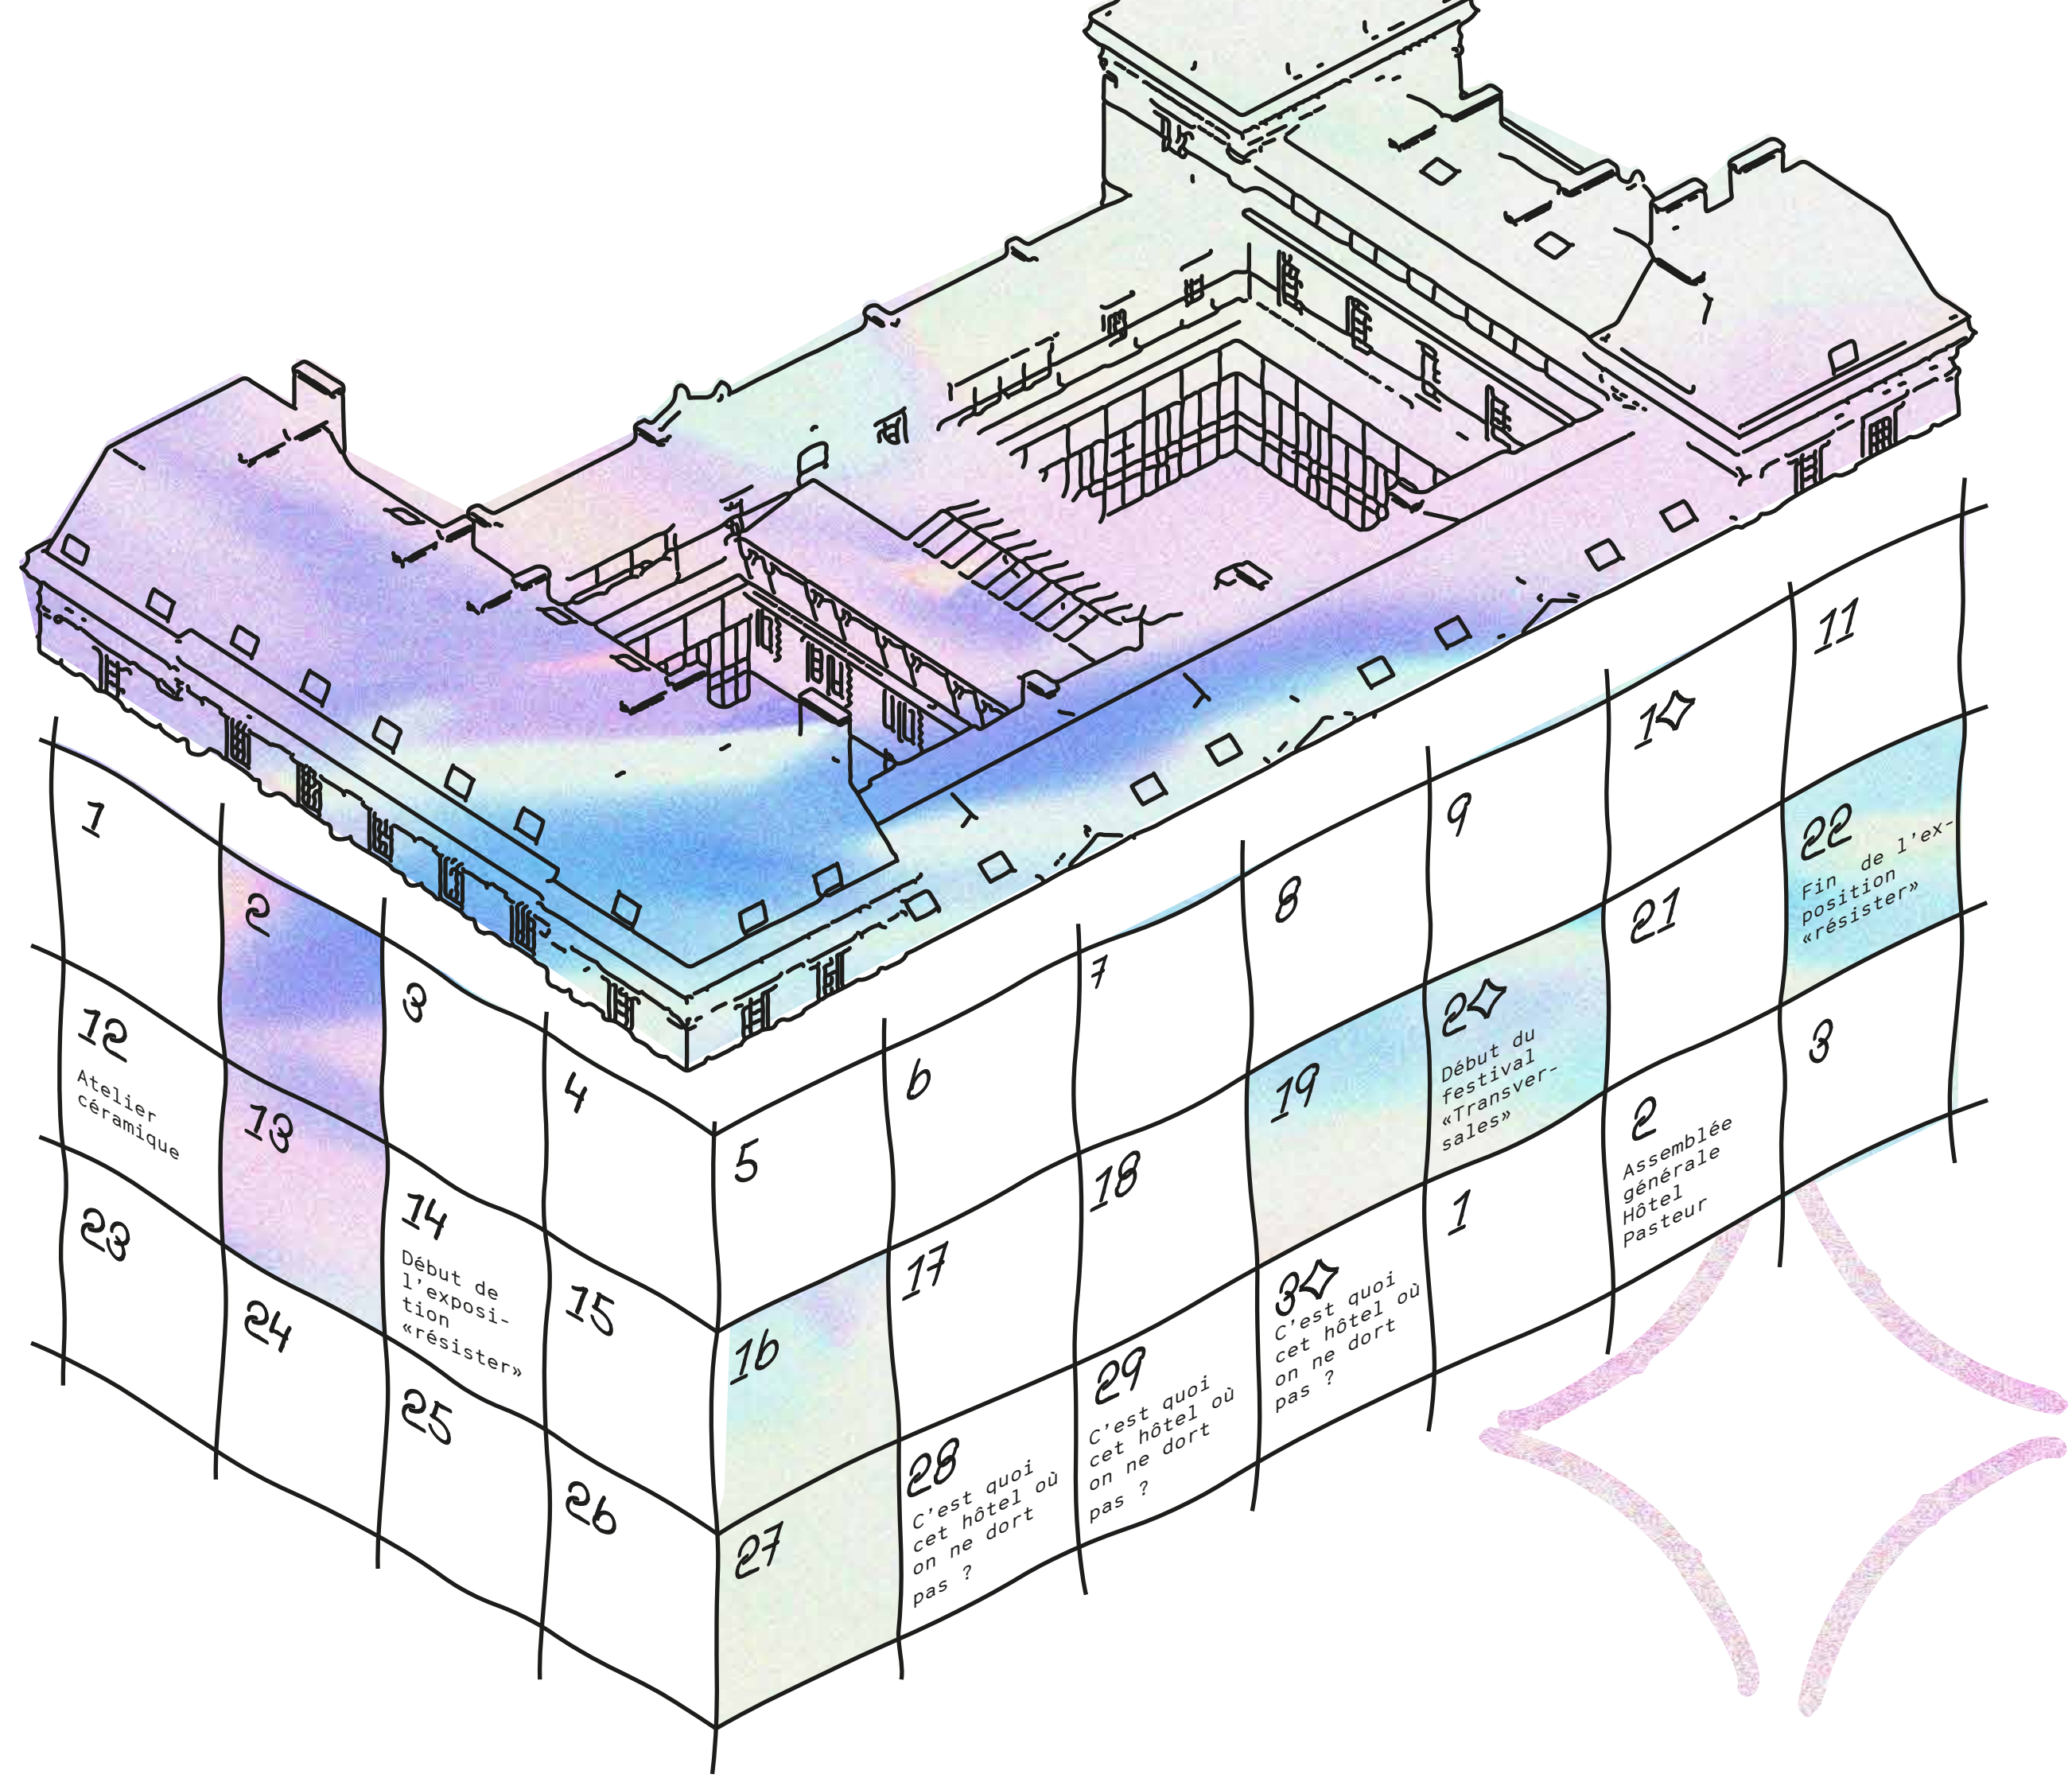 1
2
3
4
5
6
7
8
9
10
11
12
Atelier
céramique
13
14
Début de
l'exposi-
tion
«résister»
15
16
17
18
19
20
Début du
festival
«Transver-
sales»
21
22
Fin de l'ex-
position
«résister»
23
24
25
26
27
28
C'est quoi
cet hôtel où
on ne dort
pas ?
29
C'est quoi
cet hôtel où
on ne dort
pas ?
30
C'est quoi
cet hôtel où
on ne dort
pas ?
1
2
Assemblée
générale
Hôtel
Pasteur
3